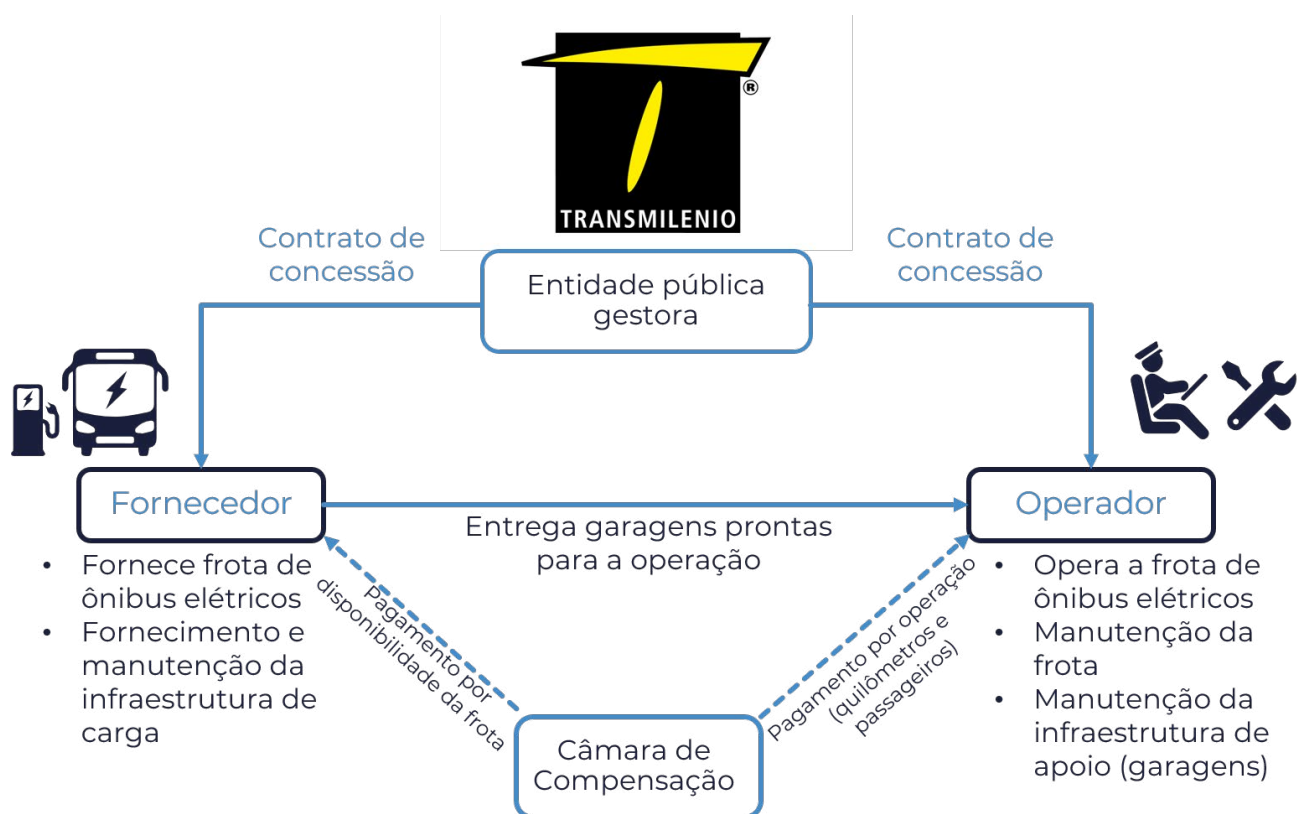 ®
TRANSMILENIO
Contrato de
concessão
Contrato de
concessão
Entidade pública
gestora
Fornecedor
Operador
Entrega garagens prontas
para a operação
• Fornece frota de
ônibus elétricos
• Fornecimento e
manutenção da
infraestrutura de
carga
Pagamento por
disponibilidade da frota
Pagamento por operação
(quilômetros e
passageiros)
• Opera a frota de
ônibus elétricos
• Manutenção da
frota
• Manutenção da
infraestrutura de
apoio (garagens)
Câmara de
Compensação